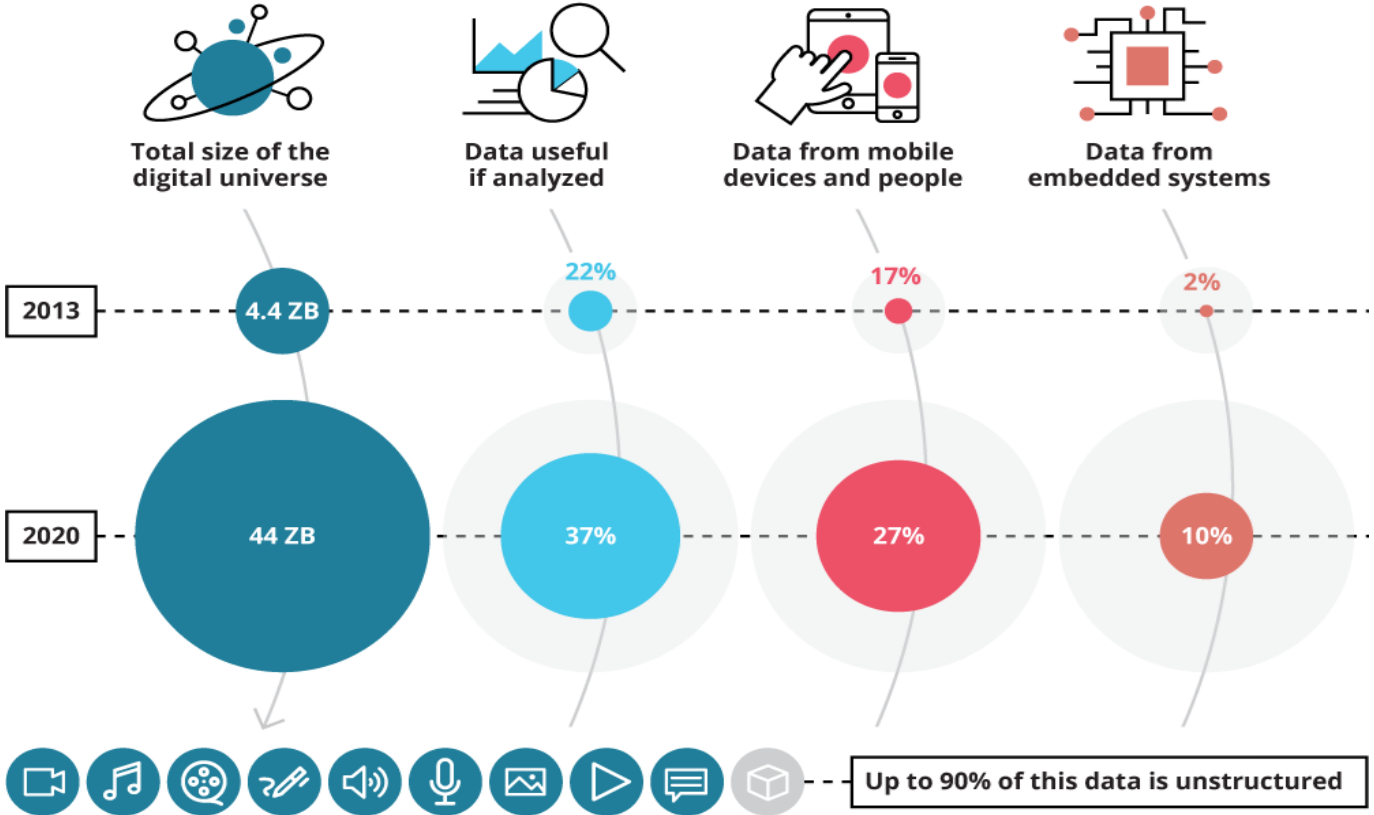 Total size of the
digital universe
Data useful
if analyzed
Data from mobile
devices and people
Data from
embedded systems
2013
4.4 ZB
22%
17%
2%
2020
44 ZB
37%
27%
10%
Up to 90% of this data is unstructured